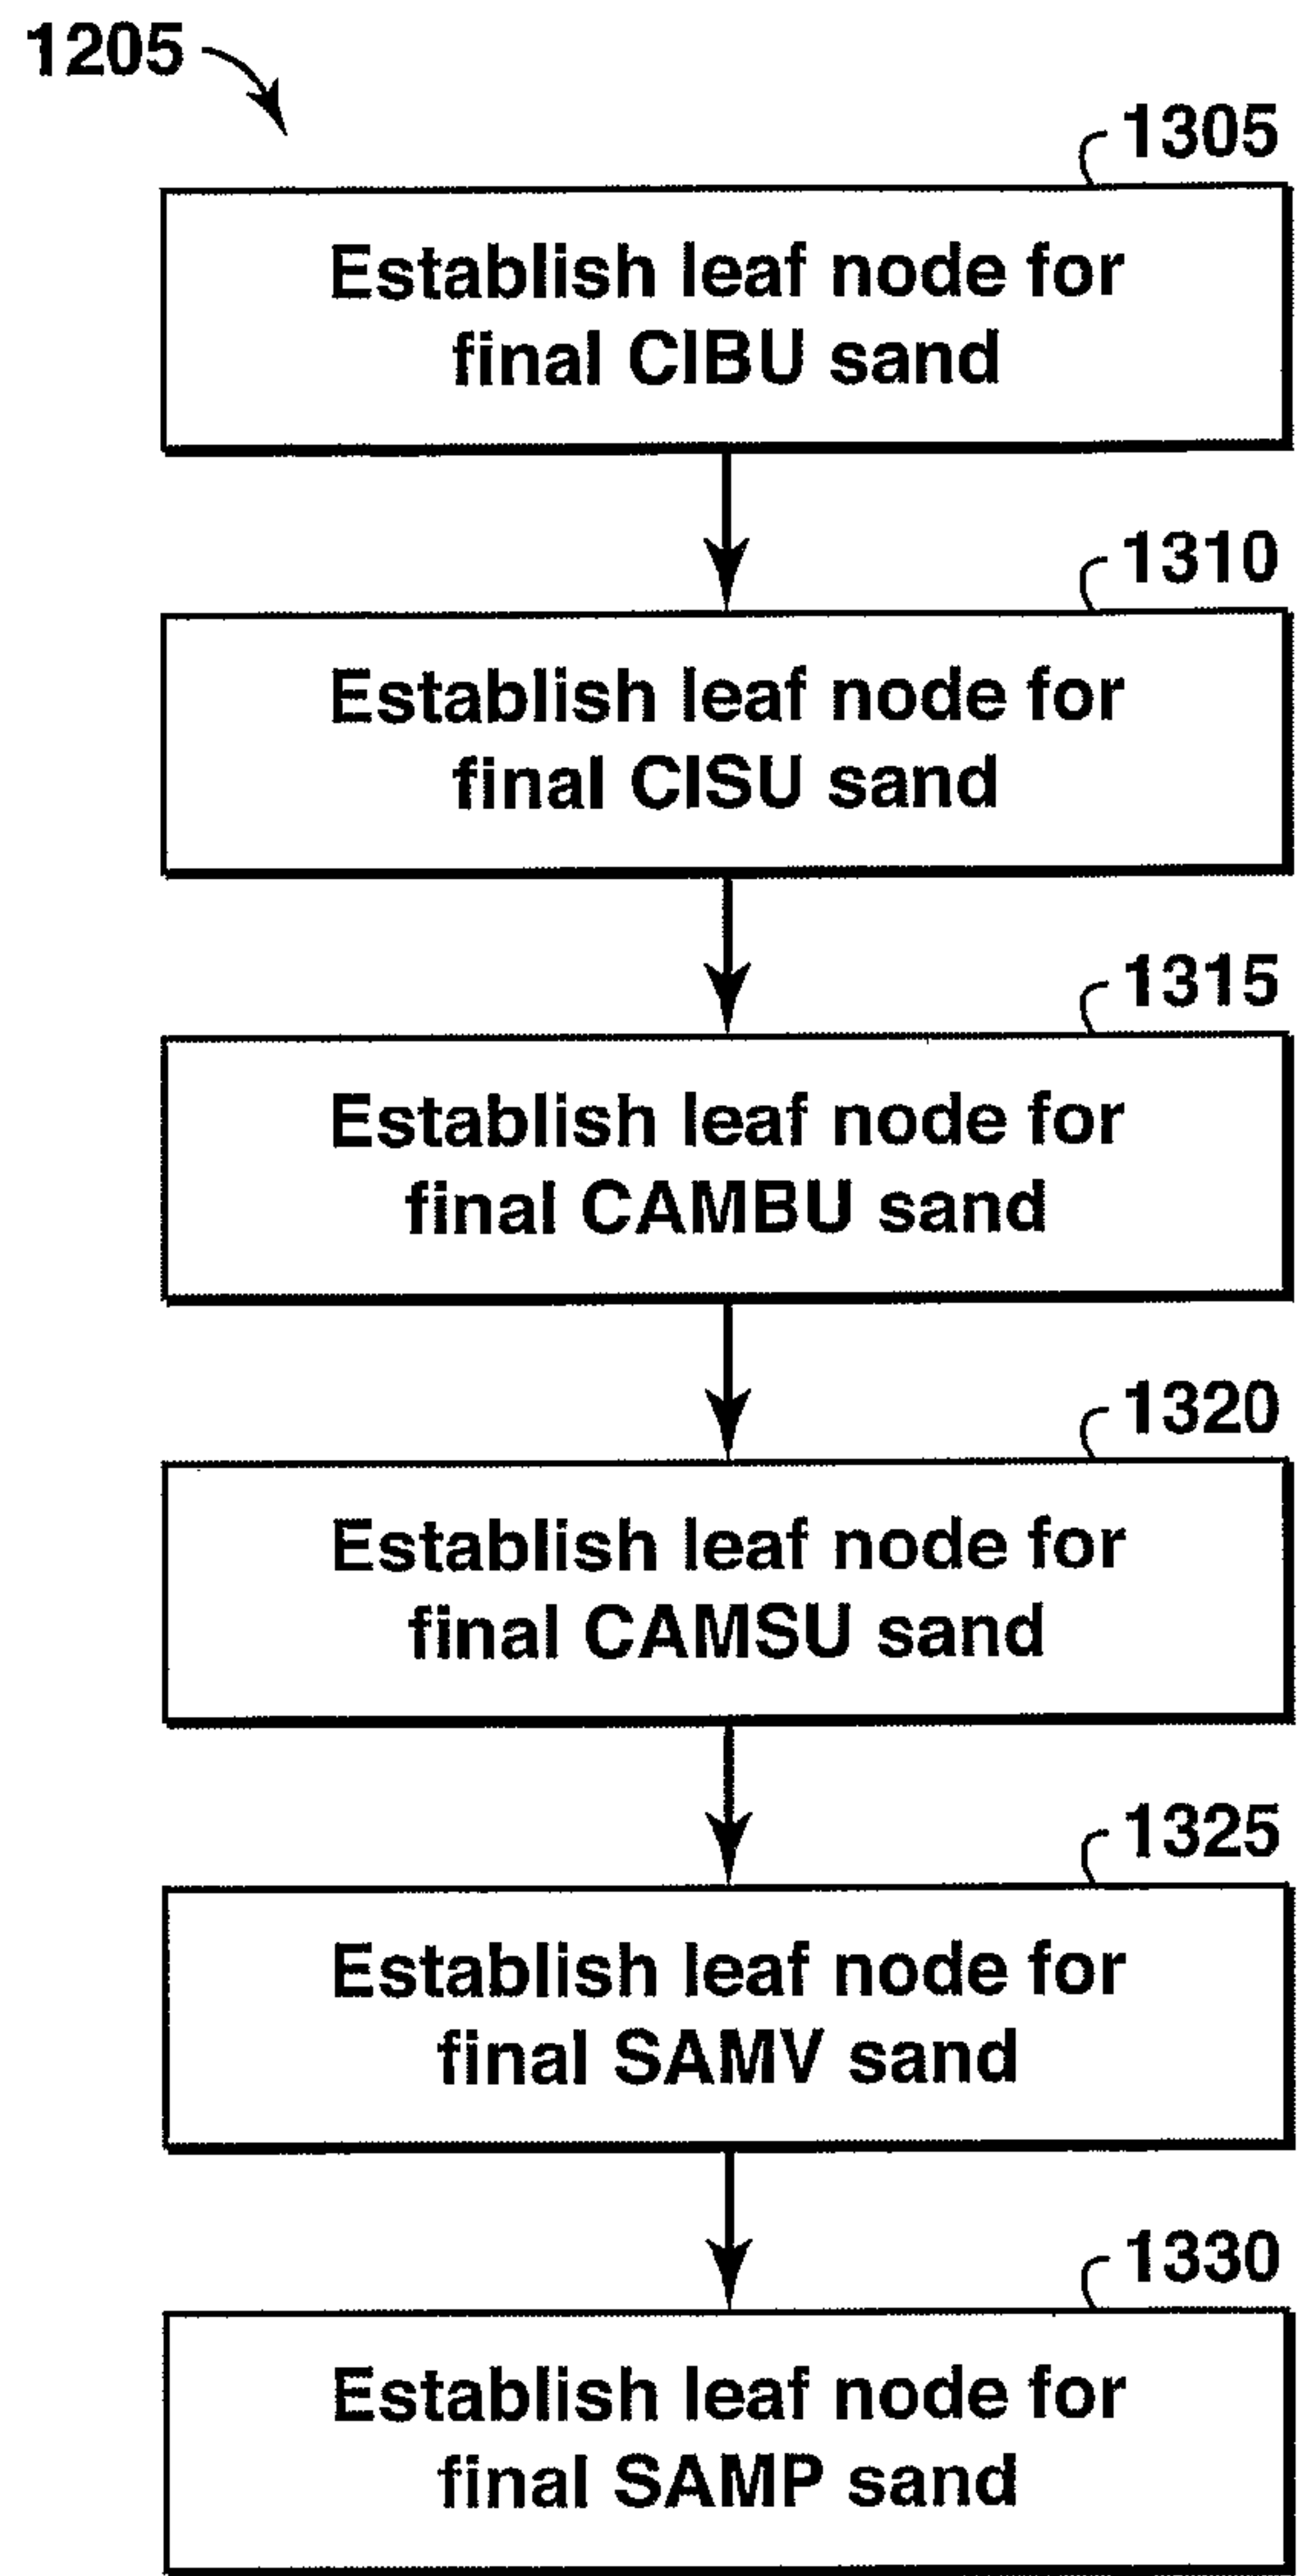 1205
1305
Establish leaf node for
final CIBU sand
1310
Establish leaf node for
final CISU sand
1315
Establish leaf node for
final CAMBU sand
1320
Establish leaf node for
final CAMSU sand
1325
Establish leaf node for
final SAMV sand
1330
Establish leaf node for
final SAMP sand